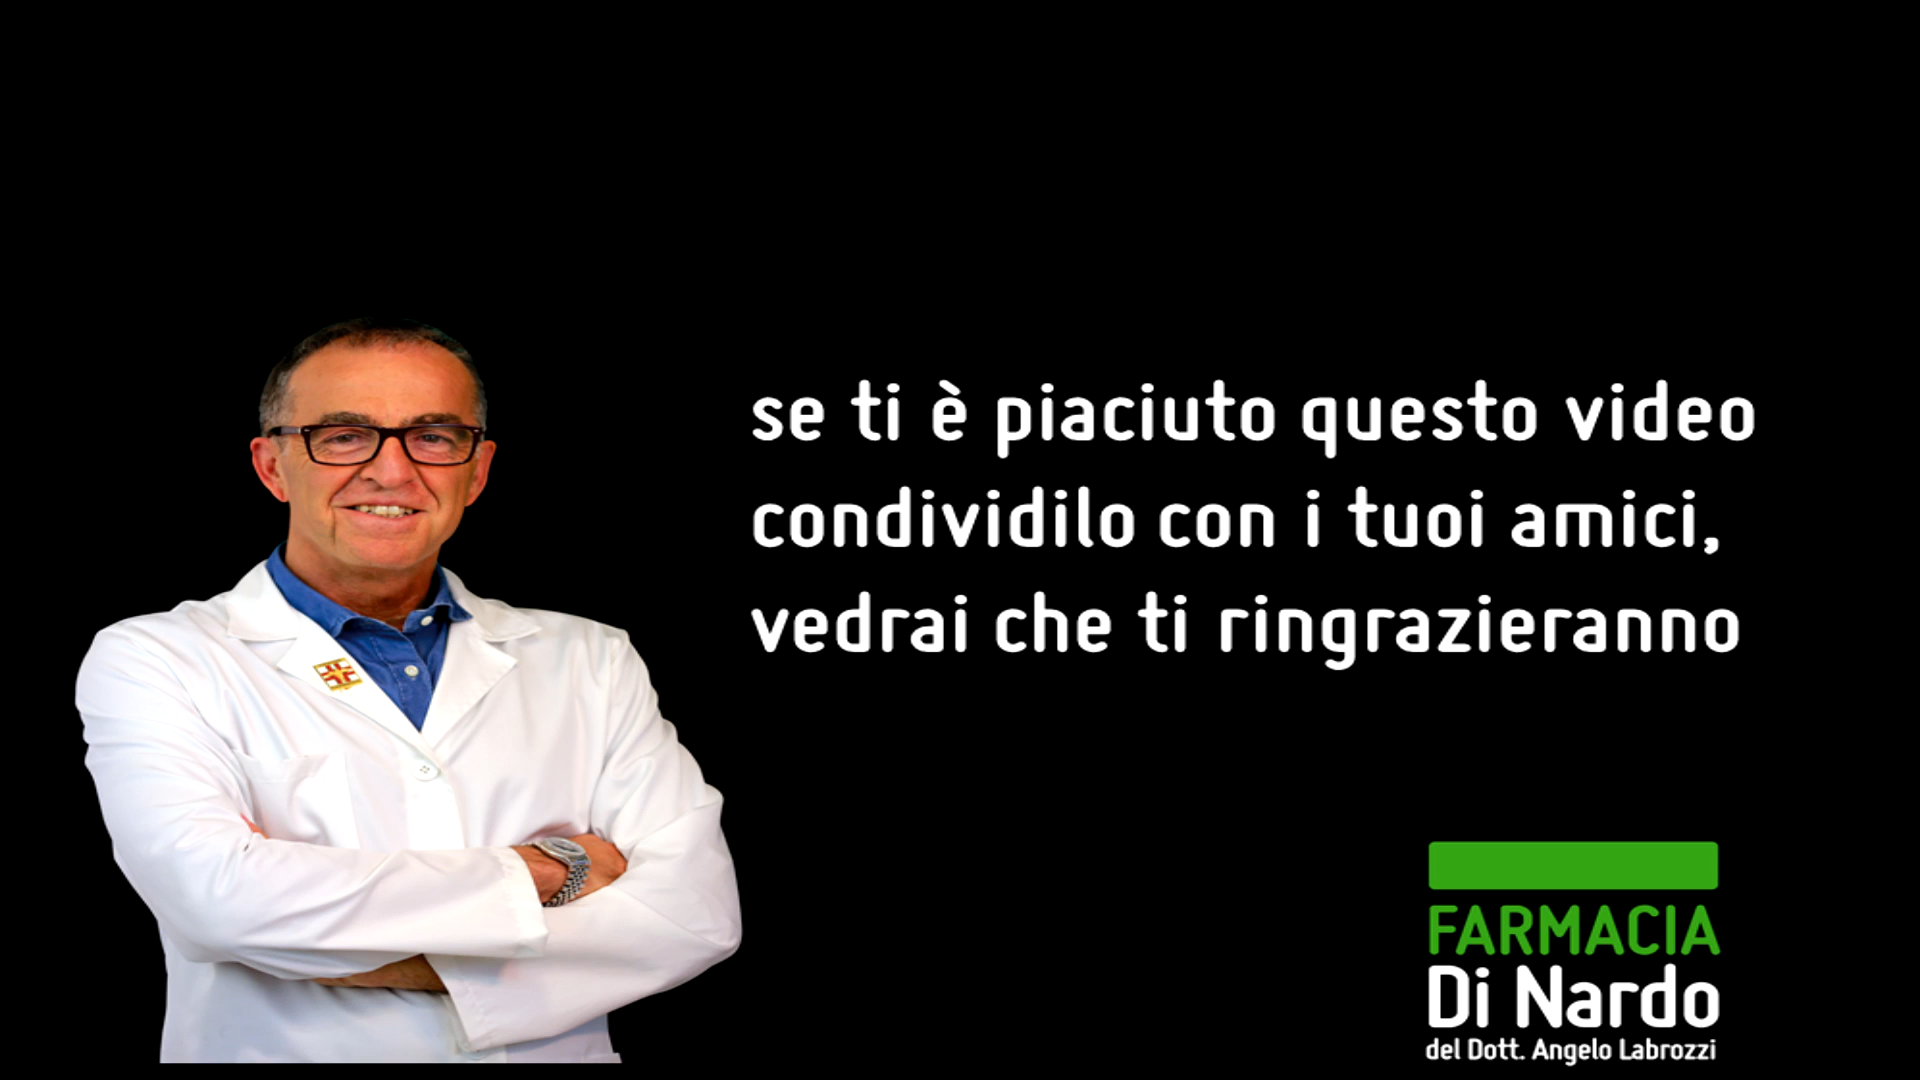 se ti è piaciuto questo video
condividilo con i tuoi amici,
vedrai che ti ringrazieranno
FARMACIA
Di Nardo
del Dott. Angelo Labrozzi